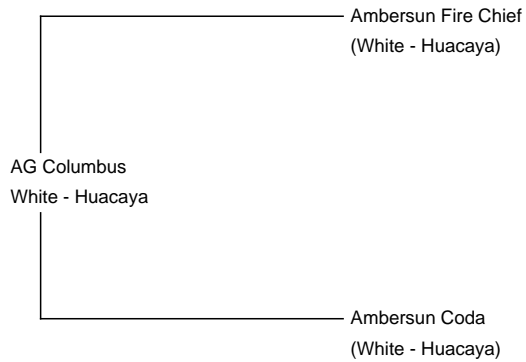 Ambersun Fire Chief
(White - Huacaya)
AG Columbus
White - Huacaya
Ambersun Coda
(White - Huacaya)